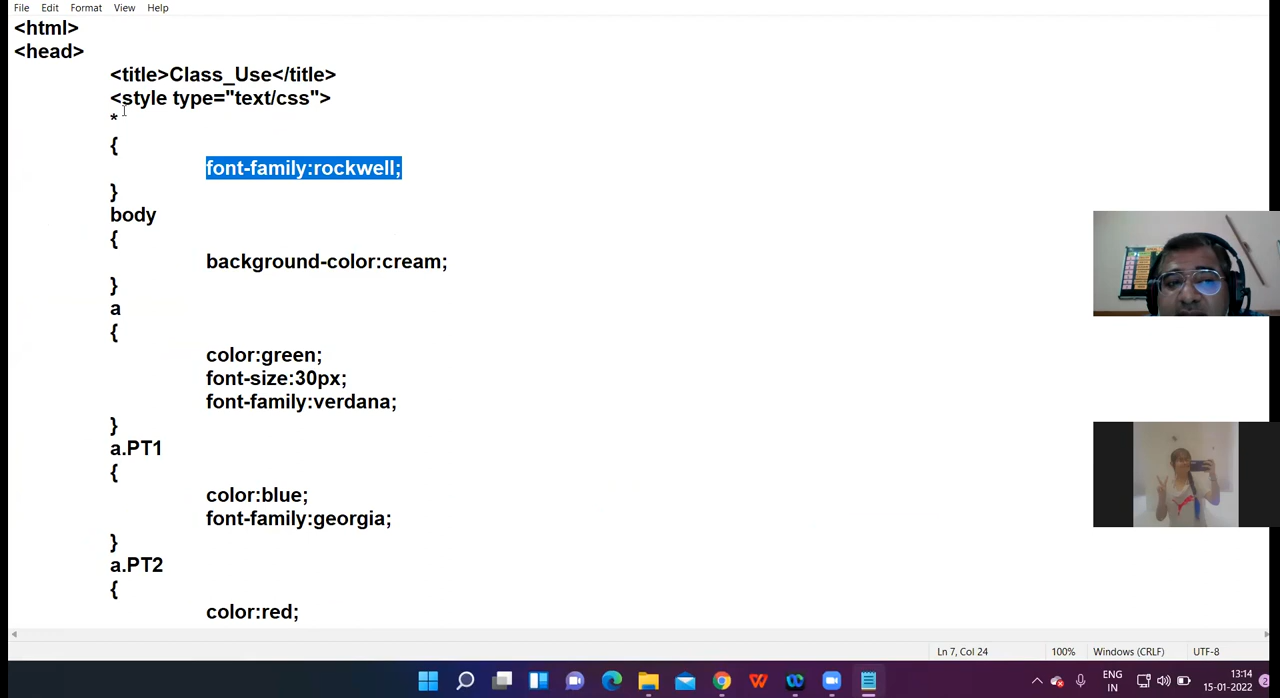 File Edit Format View Help
<html>
<head>
<title>Class_Use</title>
<style type="text/css">
*
{
font-family:rockwell;
}
body
{
background-color:cream;
}
a
{
color:green;
font-size:30px;
font-family:verdana;
}
a.PT1
{
color:blue;
font-family:georgia;
}
a.PT2
{
color:red;
Ln 7, Col 24 100% Windows (CRLF) UTF-8
ENG
IN
13:14
15-01-2022
2